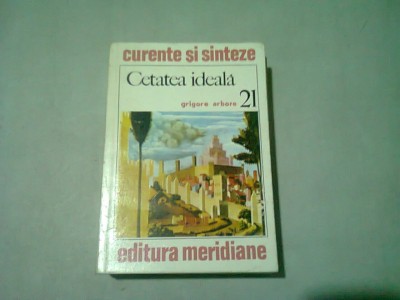 curente și sinteze
Cetatea ideală
grigore arbore 21
editura meridiane